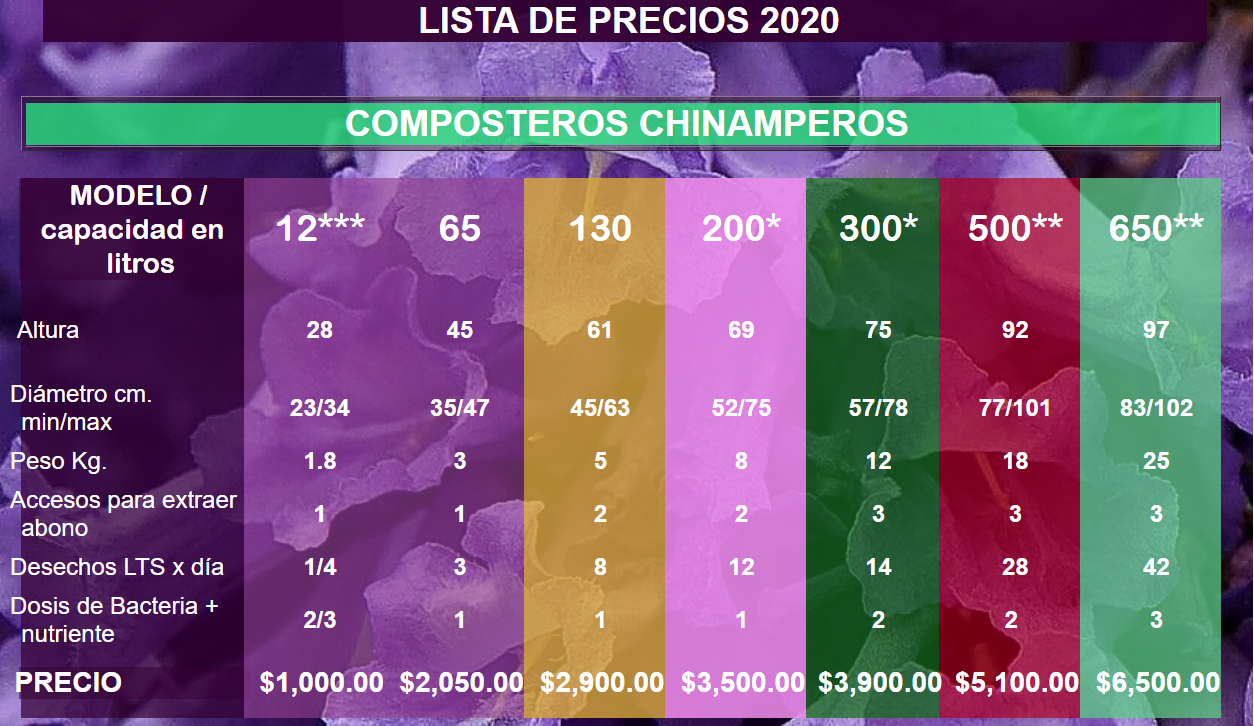 LISTA DE PRECIOS 2020
COMPOSTEROS CHINAMPEROS
MODELO /
capacidad en
litros
12*** 65 130 200* 300* 500** 650**
Altura 28 45 61 69 75 92 97
Diámetro cm.
min/max 23/34 35/47 45/63 52/75 57/78 77/101 83/102
Peso Kg. 1.8 3 5 8 12 18 25
Accesos para extraer
abono 1 1 2 2 3 3 3
Desechos LTS x día 1/4 3 8 12 14 28 42
Dosis de Bacteria +
nutriente 2/3 1 1 1 2 2 3
PRECIO $1,000.00 $2,050.00 $2,900.00 $3,500.00 $3,900.00 $5,100.00 $6,500.00